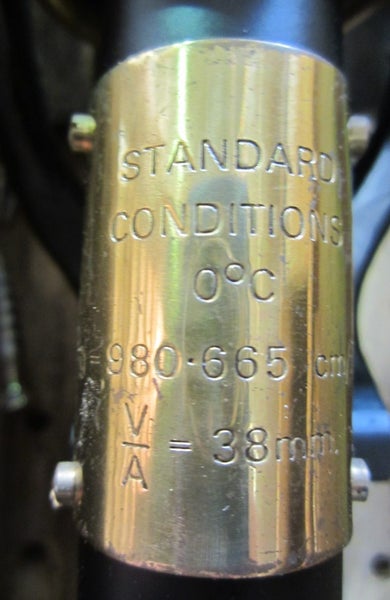 STANDARD
CONDITIONS
0°C
980·665 cm
V/A = 38mm.